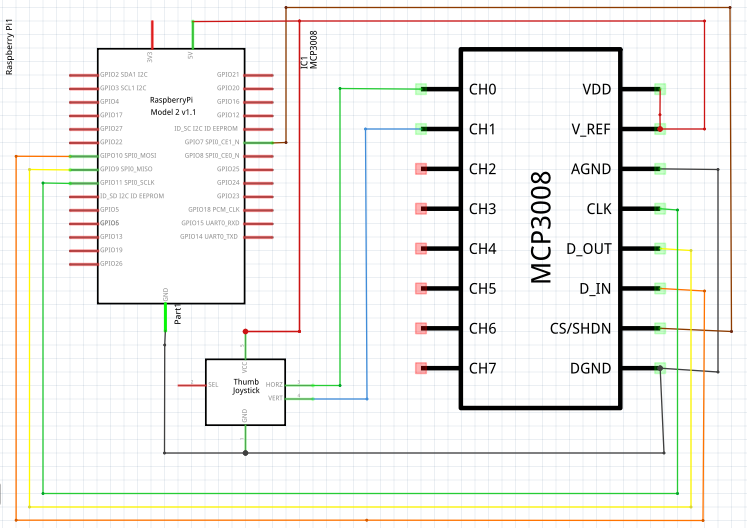 Raspberry Pi1
3V3
5V
GPIO2 SDA1 I2C
GPIO3 SCL1 I2C
GPIO4
GPIO17
GPIO27
GPIO22
GPIO10 SPI0_MOSI
GPIO9 SPI0_MISO
GPIO11 SPI0_SCLK
ID_SD I2C ID EEPROM
GPIO5
GPIO6
GPIO13
GPIO19
GPIO26
RaspberryPi
Model 2 v1.1
GPIO21
GPIO20
GPIO16
GPIO12
ID_SC I2C ID EEPROM
GPIO7 SPI0_CE1_N
GPIO8 SPI0_CE0_N
GPIO25
GPIO24
GPIO23
GPIO18 PCM_CLK
GPIO15 UART0_RXD
GPIO14 UART0_TXD
GND
Part1
IC1
MCP3008
VCC
SEL
Thumb
Joystick
HORZ
VERT
GND
CH0
CH1
CH2
CH3
CH4
CH5
CH6
CH7
MCP3008
VDD
V_REF
AGND
CLK
D_OUT
D_IN
CS/SHDN
DGND